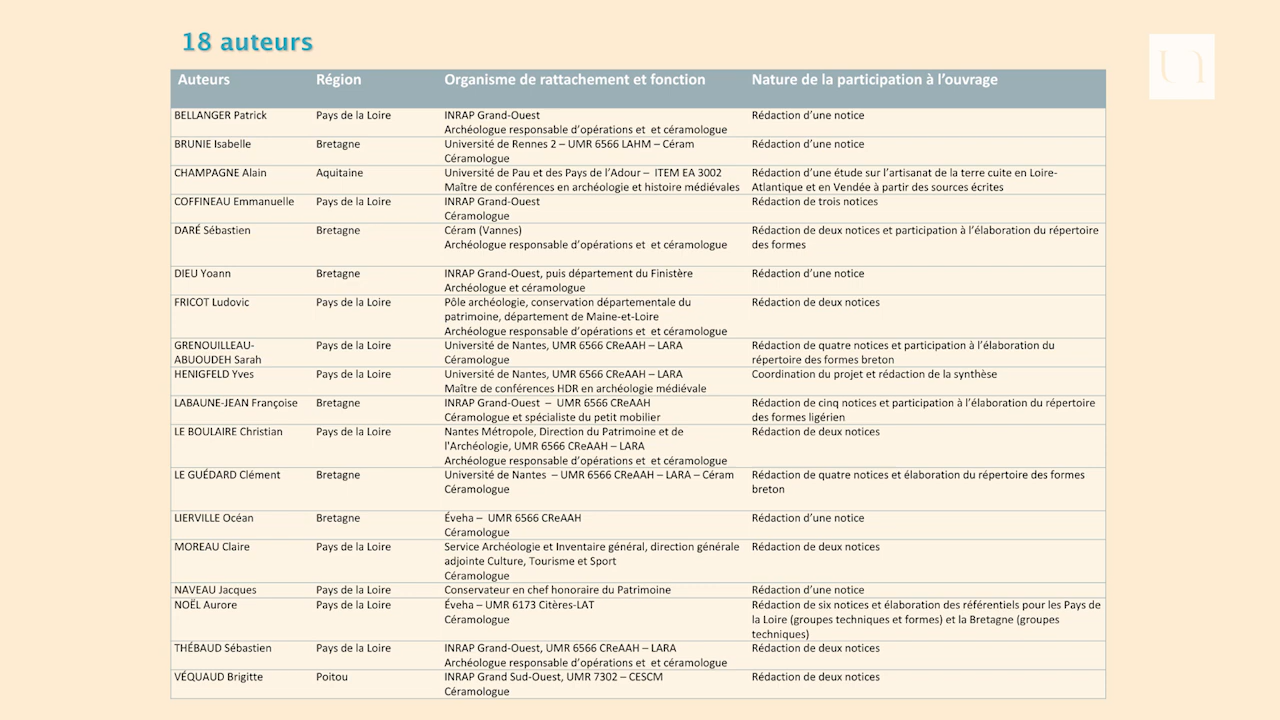 18 auteurs
Auteurs Région Organisme de rattachement et fonction Nature de la participation à l’ouvrage
BELLANGER Patrick Pays de la Loire INRAP Grand-Ouest Rédaction d’une notice
Archéologue responsable d’opérations et  et céramologue
BRUNIE Isabelle Bretagne Université de Rennes 2 – UMR 6566 LAHM – Céram Rédaction d’une notice
Céramologue
CHAMPAGNE Alain Aquitaine Université de Pau et des Pays de l’Adour –  ITEM EA 3002 Rédaction d’une étude sur l’artisanat de la terre cuite en Loire-
Maître de conférences en archéologie et histoire médiévales Atlantique et en Vendée à partir des sources écrites
COFFINEAU Emmanuelle Pays de la Loire INRAP Grand-Ouest Rédaction de trois notices
Céramologue
DARÉ Sébastien Bretagne Céram (Vannes) Rédaction de deux notices et participation à l’élaboration du répertoire
Archéologue responsable d’opérations et  et céramologue des formes
DIEU Yoann Bretagne INRAP Grand-Ouest, puis département du Finistère Rédaction d’une notice
Archéologue et céramologue
FRICOT Ludovic Pays de la Loire Pôle archéologie, conservation départementale du Rédaction de deux notices
patrimoine, département de Maine-et-Loire
Archéologue responsable d’opérations et  et céramologue
GRENOUILLEAU- Pays de la Loire Université de Nantes, UMR 6566 CReAAH – LARA Rédaction de quatre notices et participation à l’élaboration du
ABUOUDEH Sarah Céramologue répertoire des formes breton
HENIGFELD Yves Pays de la Loire Université de Nantes, UMR 6566 CReAAH – LARA Coordination du projet et rédaction de la synthèse
Maître de conférences HDR en archéologie médiévale
LABAUNE-JEAN Françoise Bretagne INRAP Grand-Ouest  –  UMR 6566 CReAAH Rédaction de cinq notices et participation à l’élaboration du répertoire
Céramologue et spécialiste du petit mobilier des formes ligérien
LE BOULAIRE Christian Pays de la Loire Nantes Métropole, Direction du Patrimoine et de Rédaction de deux notices
l'Archéologie, UMR 6566 CReAAH – LARA
Archéologue responsable d’opérations et  et céramologue
LE GUÉDARD Clément Bretagne Université de Nantes  – UMR 6566 CReAAH – LARA – Céram Rédaction de quatre notices et élaboration du répertoire des formes
Céramologue breton
LIERVILLE Océan Bretagne Éveha –  UMR 6566 CReAAH Rédaction d’une notice
Céramologue
MOREAU Claire Pays de la Loire Service Archéologie et Inventaire général, direction générale Rédaction de deux notices
adjointe Culture, Tourisme et Sport
Céramologue
NAVEAU Jacques Pays de la Loire Conservateur en chef honoraire du Patrimoine Rédaction d’une notice
NOËL Aurore Pays de la Loire Éveha – UMR 6173 Citères-LAT Rédaction de six notices et élaboration des référentiels pour les Pays de
Céramologue la Loire (groupes techniques et formes) et la Bretagne (groupes
techniques)
THÉBAUD Sébastien Pays de la Loire INRAP Grand-Ouest, UMR 6566 CReAAH – LARA Rédaction de deux notices
Archéologue responsable d’opérations et  et céramologue
VÉQUAUD Brigitte Poitou INRAP Grand Sud-Ouest, UMR 7302 – CESCM Rédaction de deux notices
Céramologue